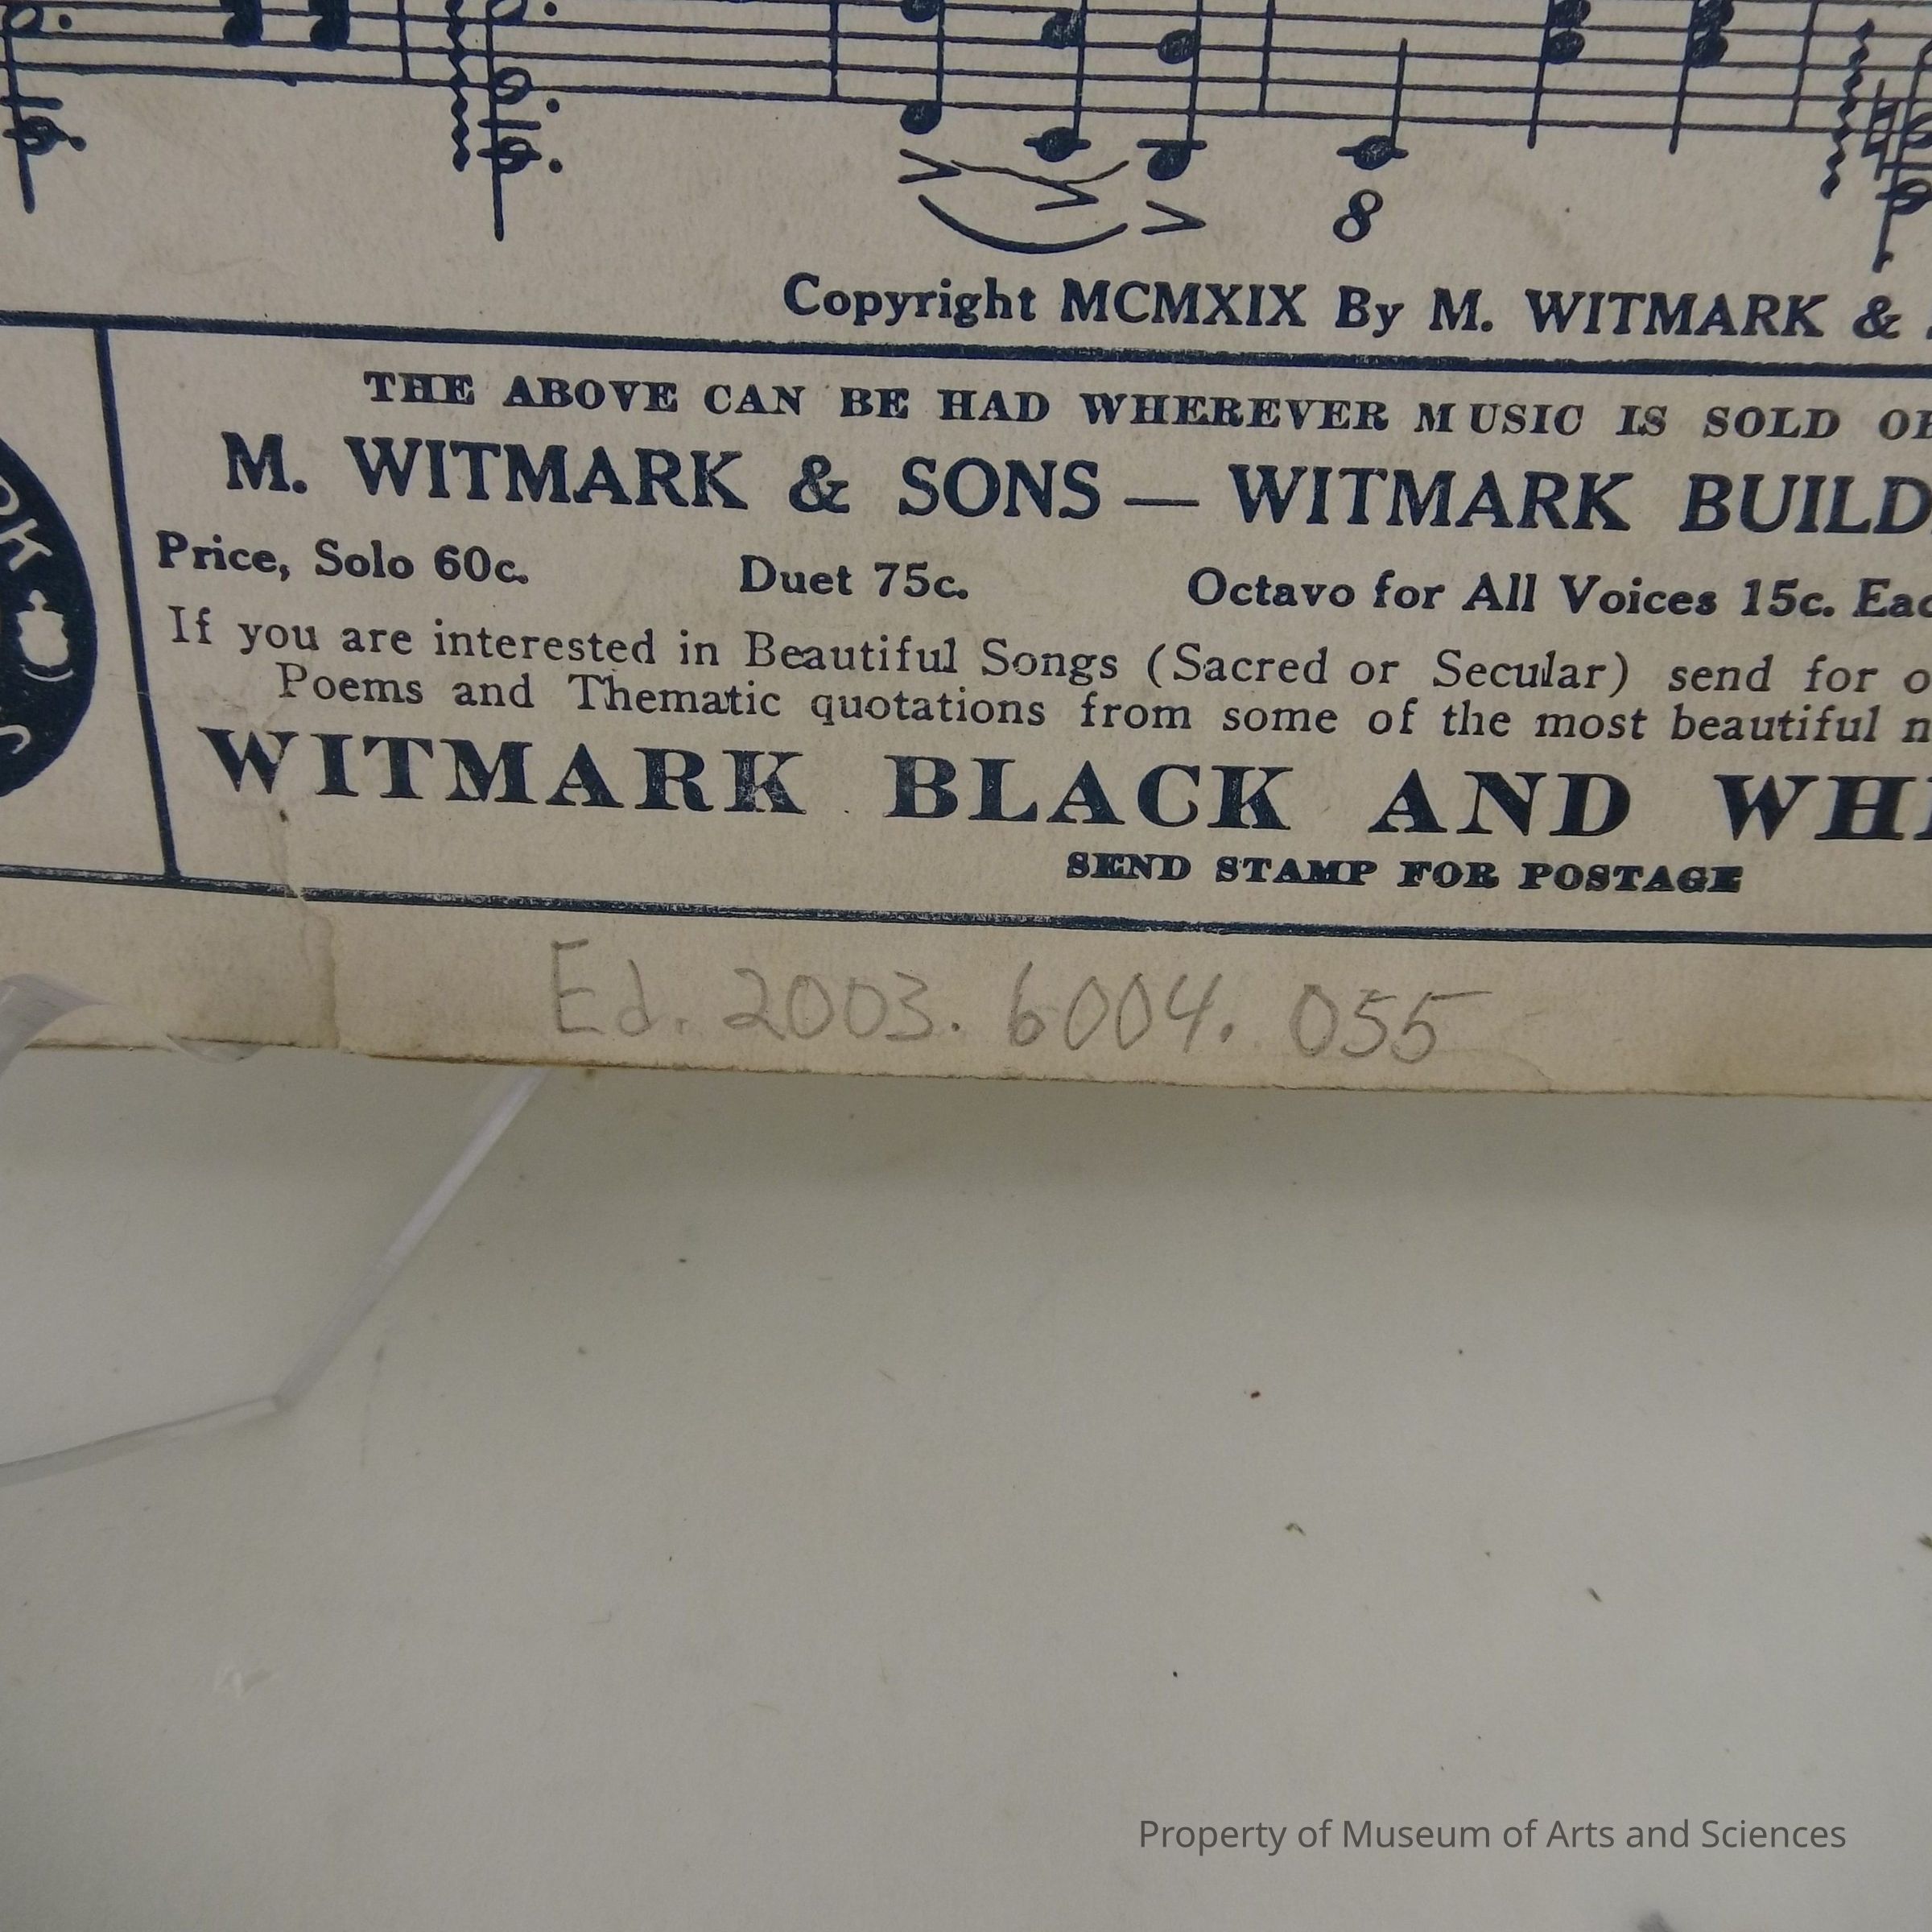 8
Copyright MCMXIX By M. WITMARK &
THE ABOVE CAN BE HAD WHEREVER MUSIC IS SOLD
M. WITMARK & SONS — WITMARK
Price, Solo 60c. Duet 75c. Octavo for All Voices 15c.
If you are interested in Beautiful Songs (Sacred or Secular) send for
Poems and Thematic quotations from some of the most beautiful
WITMARK BLACK AND
SEND STAMP FOR POSTAGE
Ed. 2003. 6004. 055
Property of Museum of Arts and Sciences